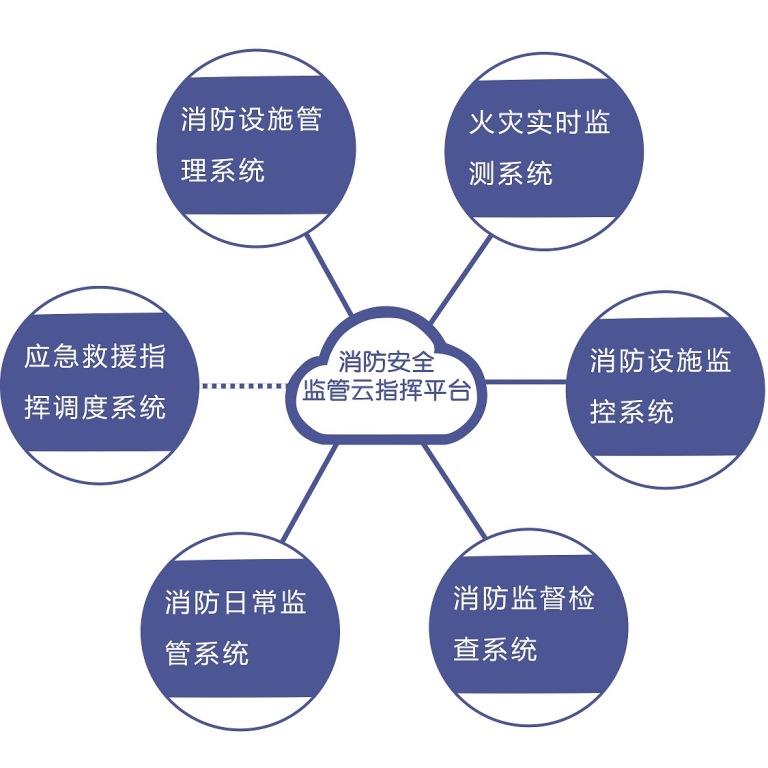 消防设施管
理系统
火灾实时监
测系统
应急救援指
挥调度系统
消防安全
监管云指挥平台
消防设施监
控系统
消防日常监
管系统
消防监督检
查系统